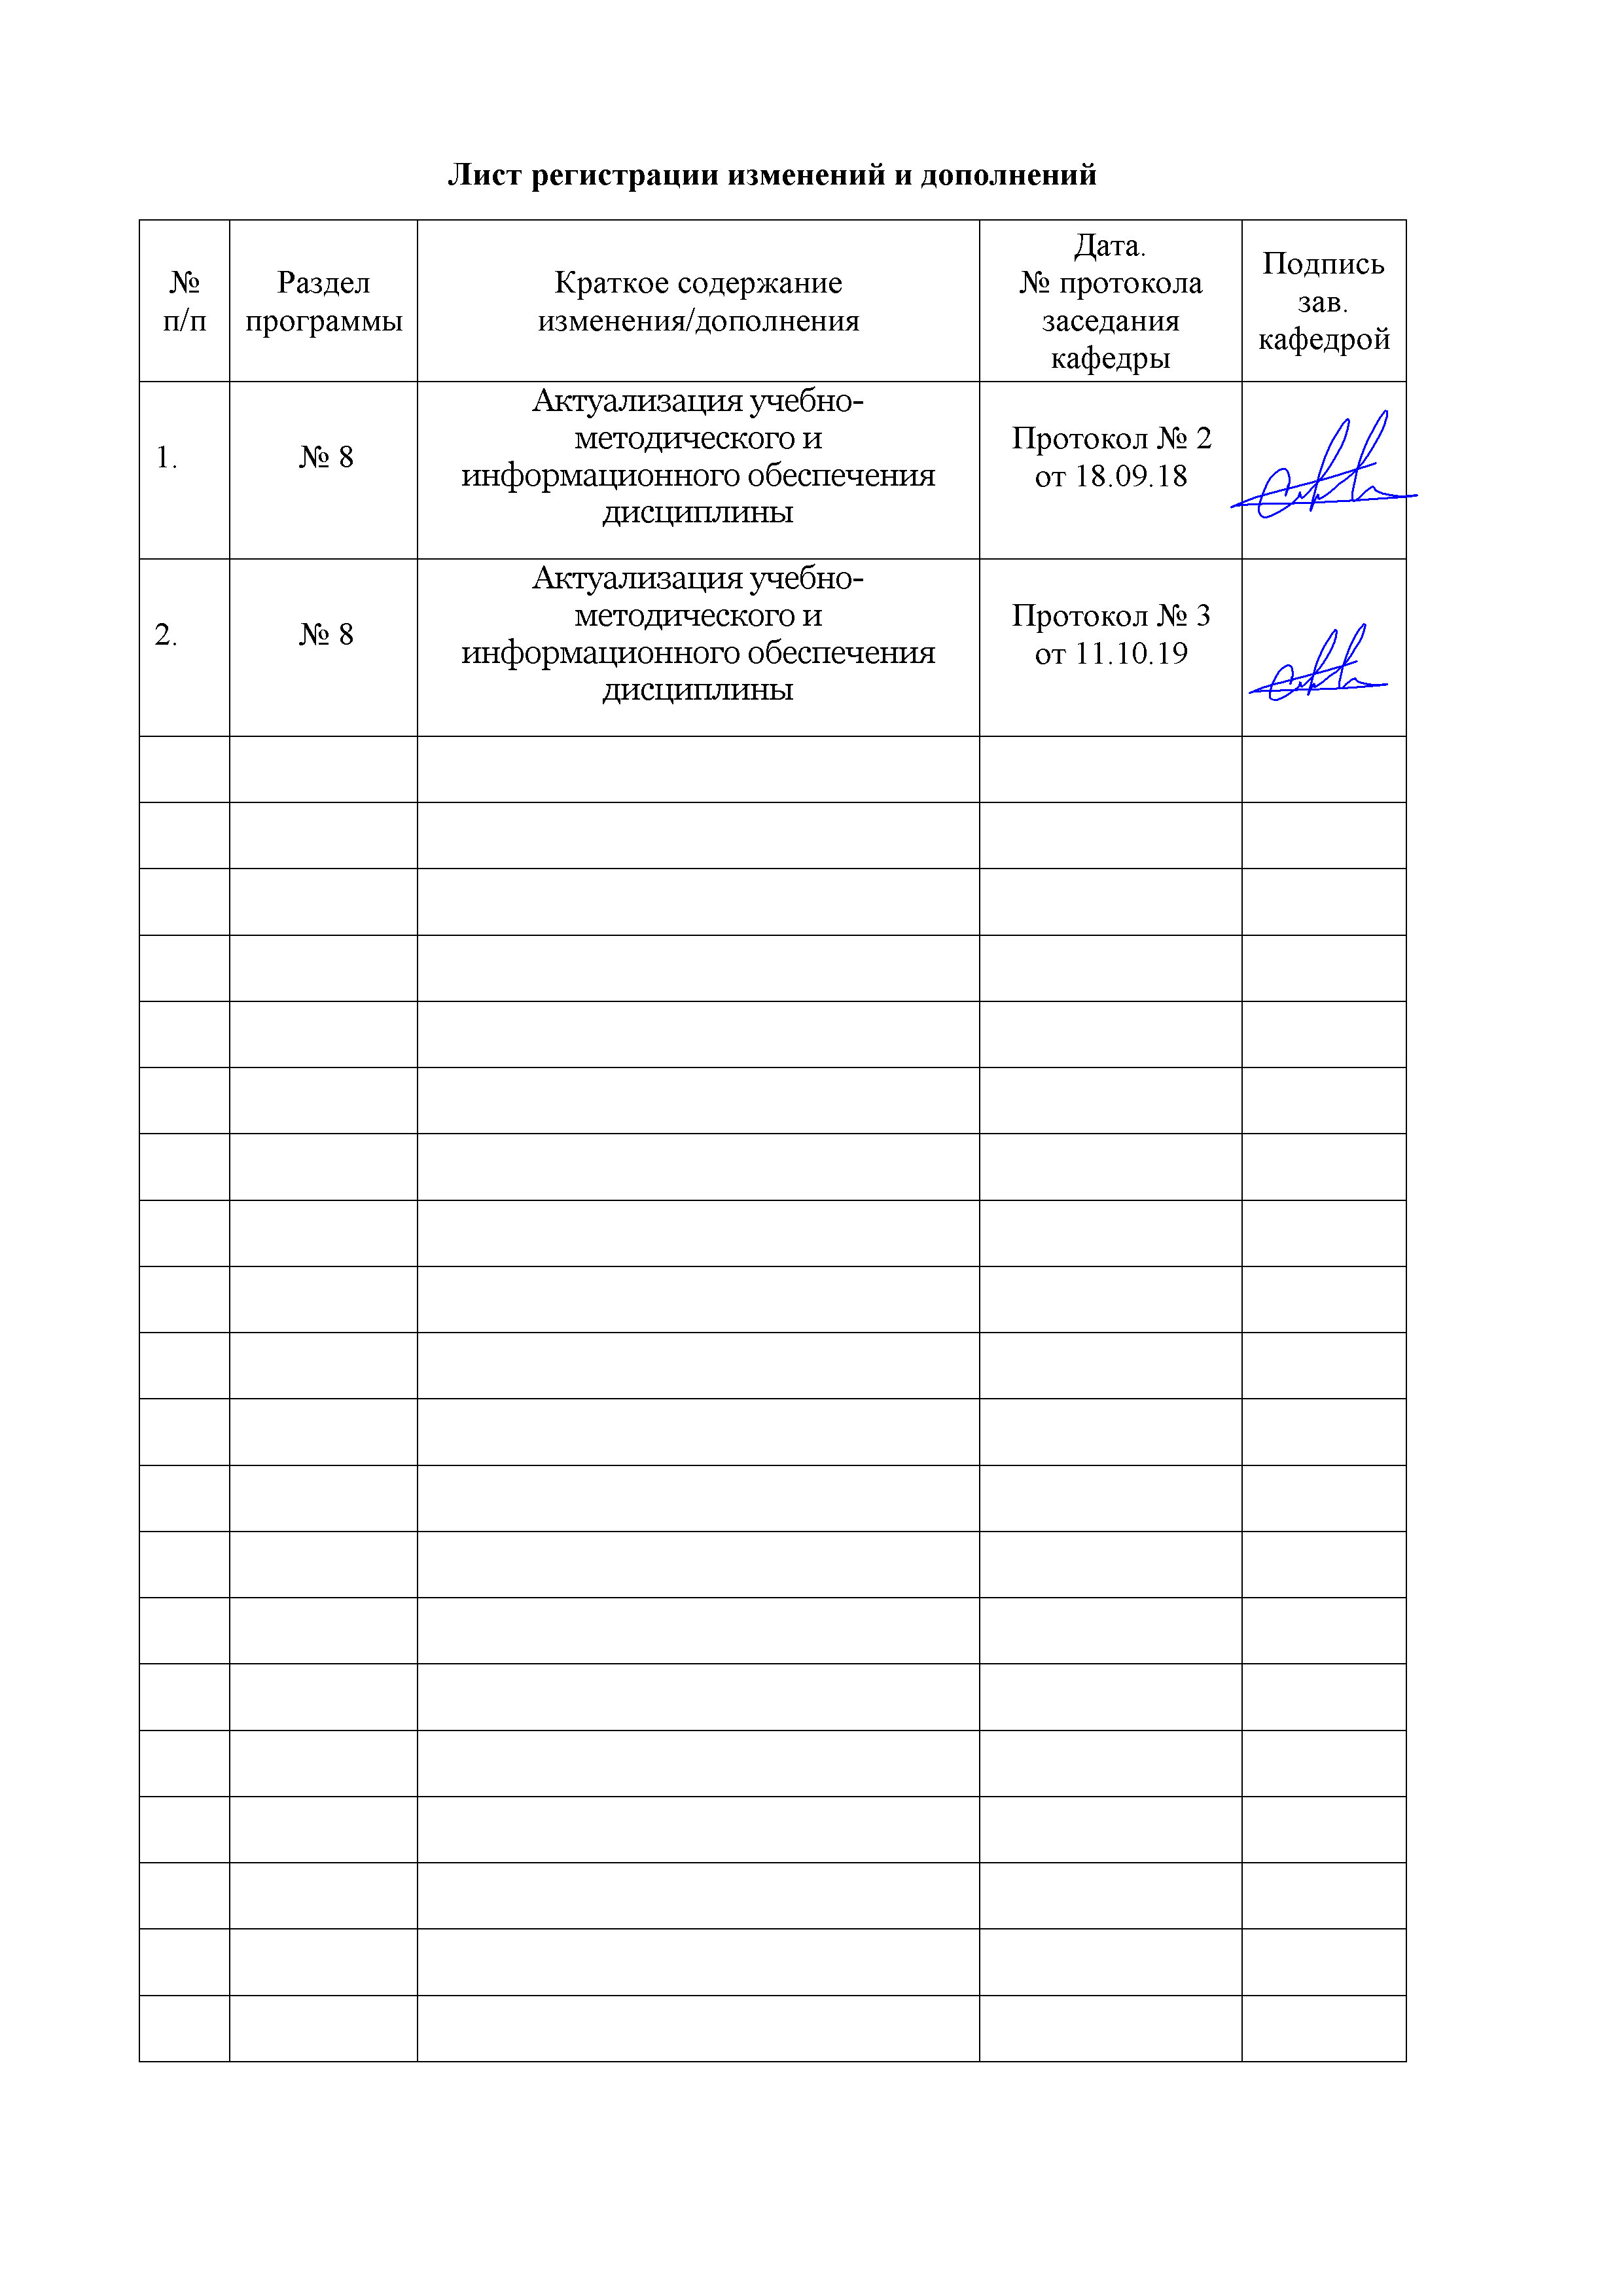 Лист регистрации изменений и дополнений
№
п/п
Раздел
программы
Краткое содержание
изменения/дополнения
Дата.
№ протокола
заседания
кафедры
Подпись
зав.
кафедрой
1.
№ 8
Актуализация учебно-
методического и
информационного обеспечения
дисциплины
Протокол № 2
от 18.09.18
2.
№ 8
Актуализация учебно-
методического и
информационного обеспечения
дисциплины
Протокол № 3
от 11.10.19